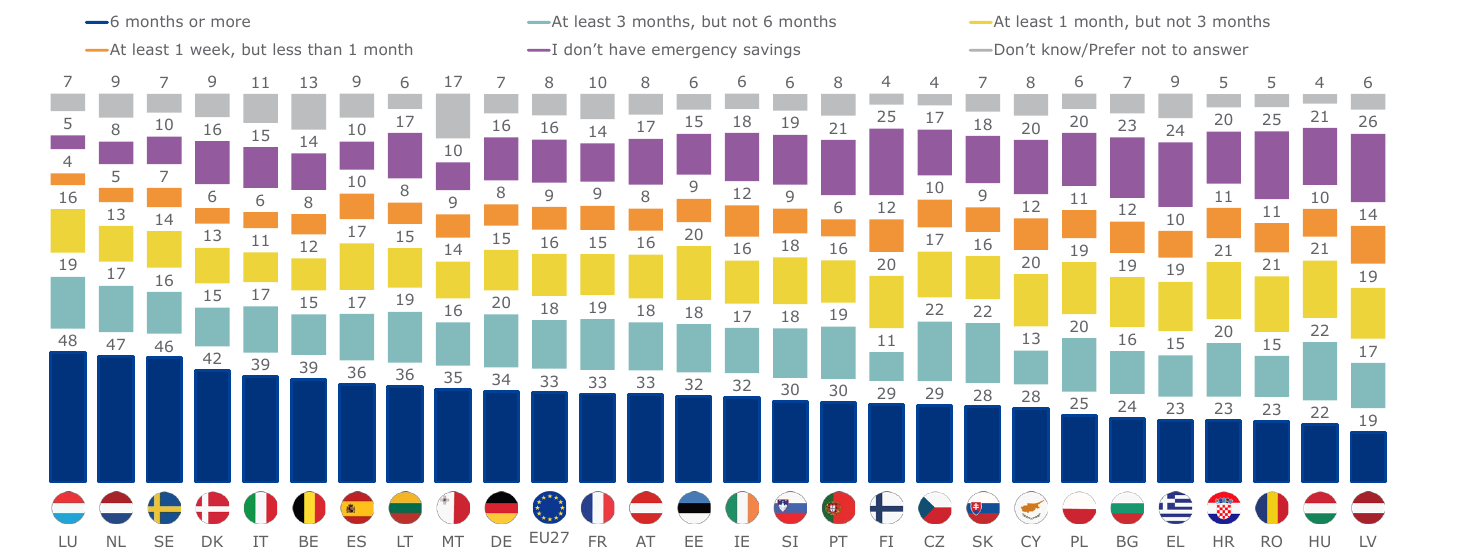 6 months or more At least 3 months, but not 6 months At least 1 month, but not 3 months
At least 1 week, but less than 1 month I don’t have emergency savings Don’t know/Prefer not to answer
7 9 7 9 11 13 9 6 17 7 8 10 8 6 6 6 8 4 4 7 8 6 7 9 5 5 4 6
5 8 10 16 15 14 10 17 10 16 16 14 17 15 18 19 21 25 17 18 20 20 23 24 20 25 21 26
4 5 7 6 6 8 10 8 9 8 9 9 8 9 12 9 6 12 10 9 12 11 12 10 11 11 10 14
16 13 14 13 11 12 17 15 14 15 16 15 16 20 16 18 16 20 17 16 20 19 19 19 21 21 21 19
19 17 16 15 17 15 17 19 16 20 18 19 18 18 17 18 19 11 22 22 13 20 16 15 20 15 22 17
48 47 46 42 39 39 36 36 35 34 33 33 33 32 32 30 30 29 29 28 28 25 24 23 23 23 22 19
LU NL SE DK IT BE ES LT MT DE EU27 FR AT EE IE SI PT FI CZ SK CY PL BG EL HR RO HU LV